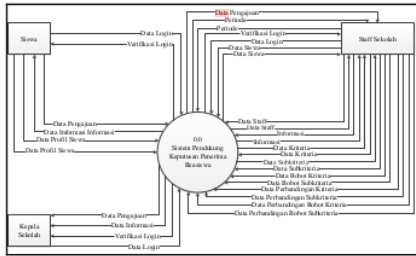 Data Pengajuan
Periode
Periode
Verifikasi Login
Data Login
Data Siswa
Data Siswa
Siswa
Data Login
Verifikasi Login
Staff Sekolah
Data Pengajuan
Data Informasi Informasi
Data Profil Siswa
Data Profil Siswa
0.D
Sistem Pendukung
Keputusan Penerima
Beasiswa
Data Staff
Data Staff
Informasi
Informasi
Data Kriteria
Data Kriteria
Data Subkriteria
Data Subkriteria
Data Bobot Kriteria
Data Bobot Subkriteria
Data Perbandingan Kriteria
Data Perbandingan Subkriteria
Data Perbandingan Bobot Kriteria
Data Perbandingan Bobot Subkriteria
Kepala
Sekolah
Data Pengajuan
Data Informasi
Verifikasi Login
Data Login